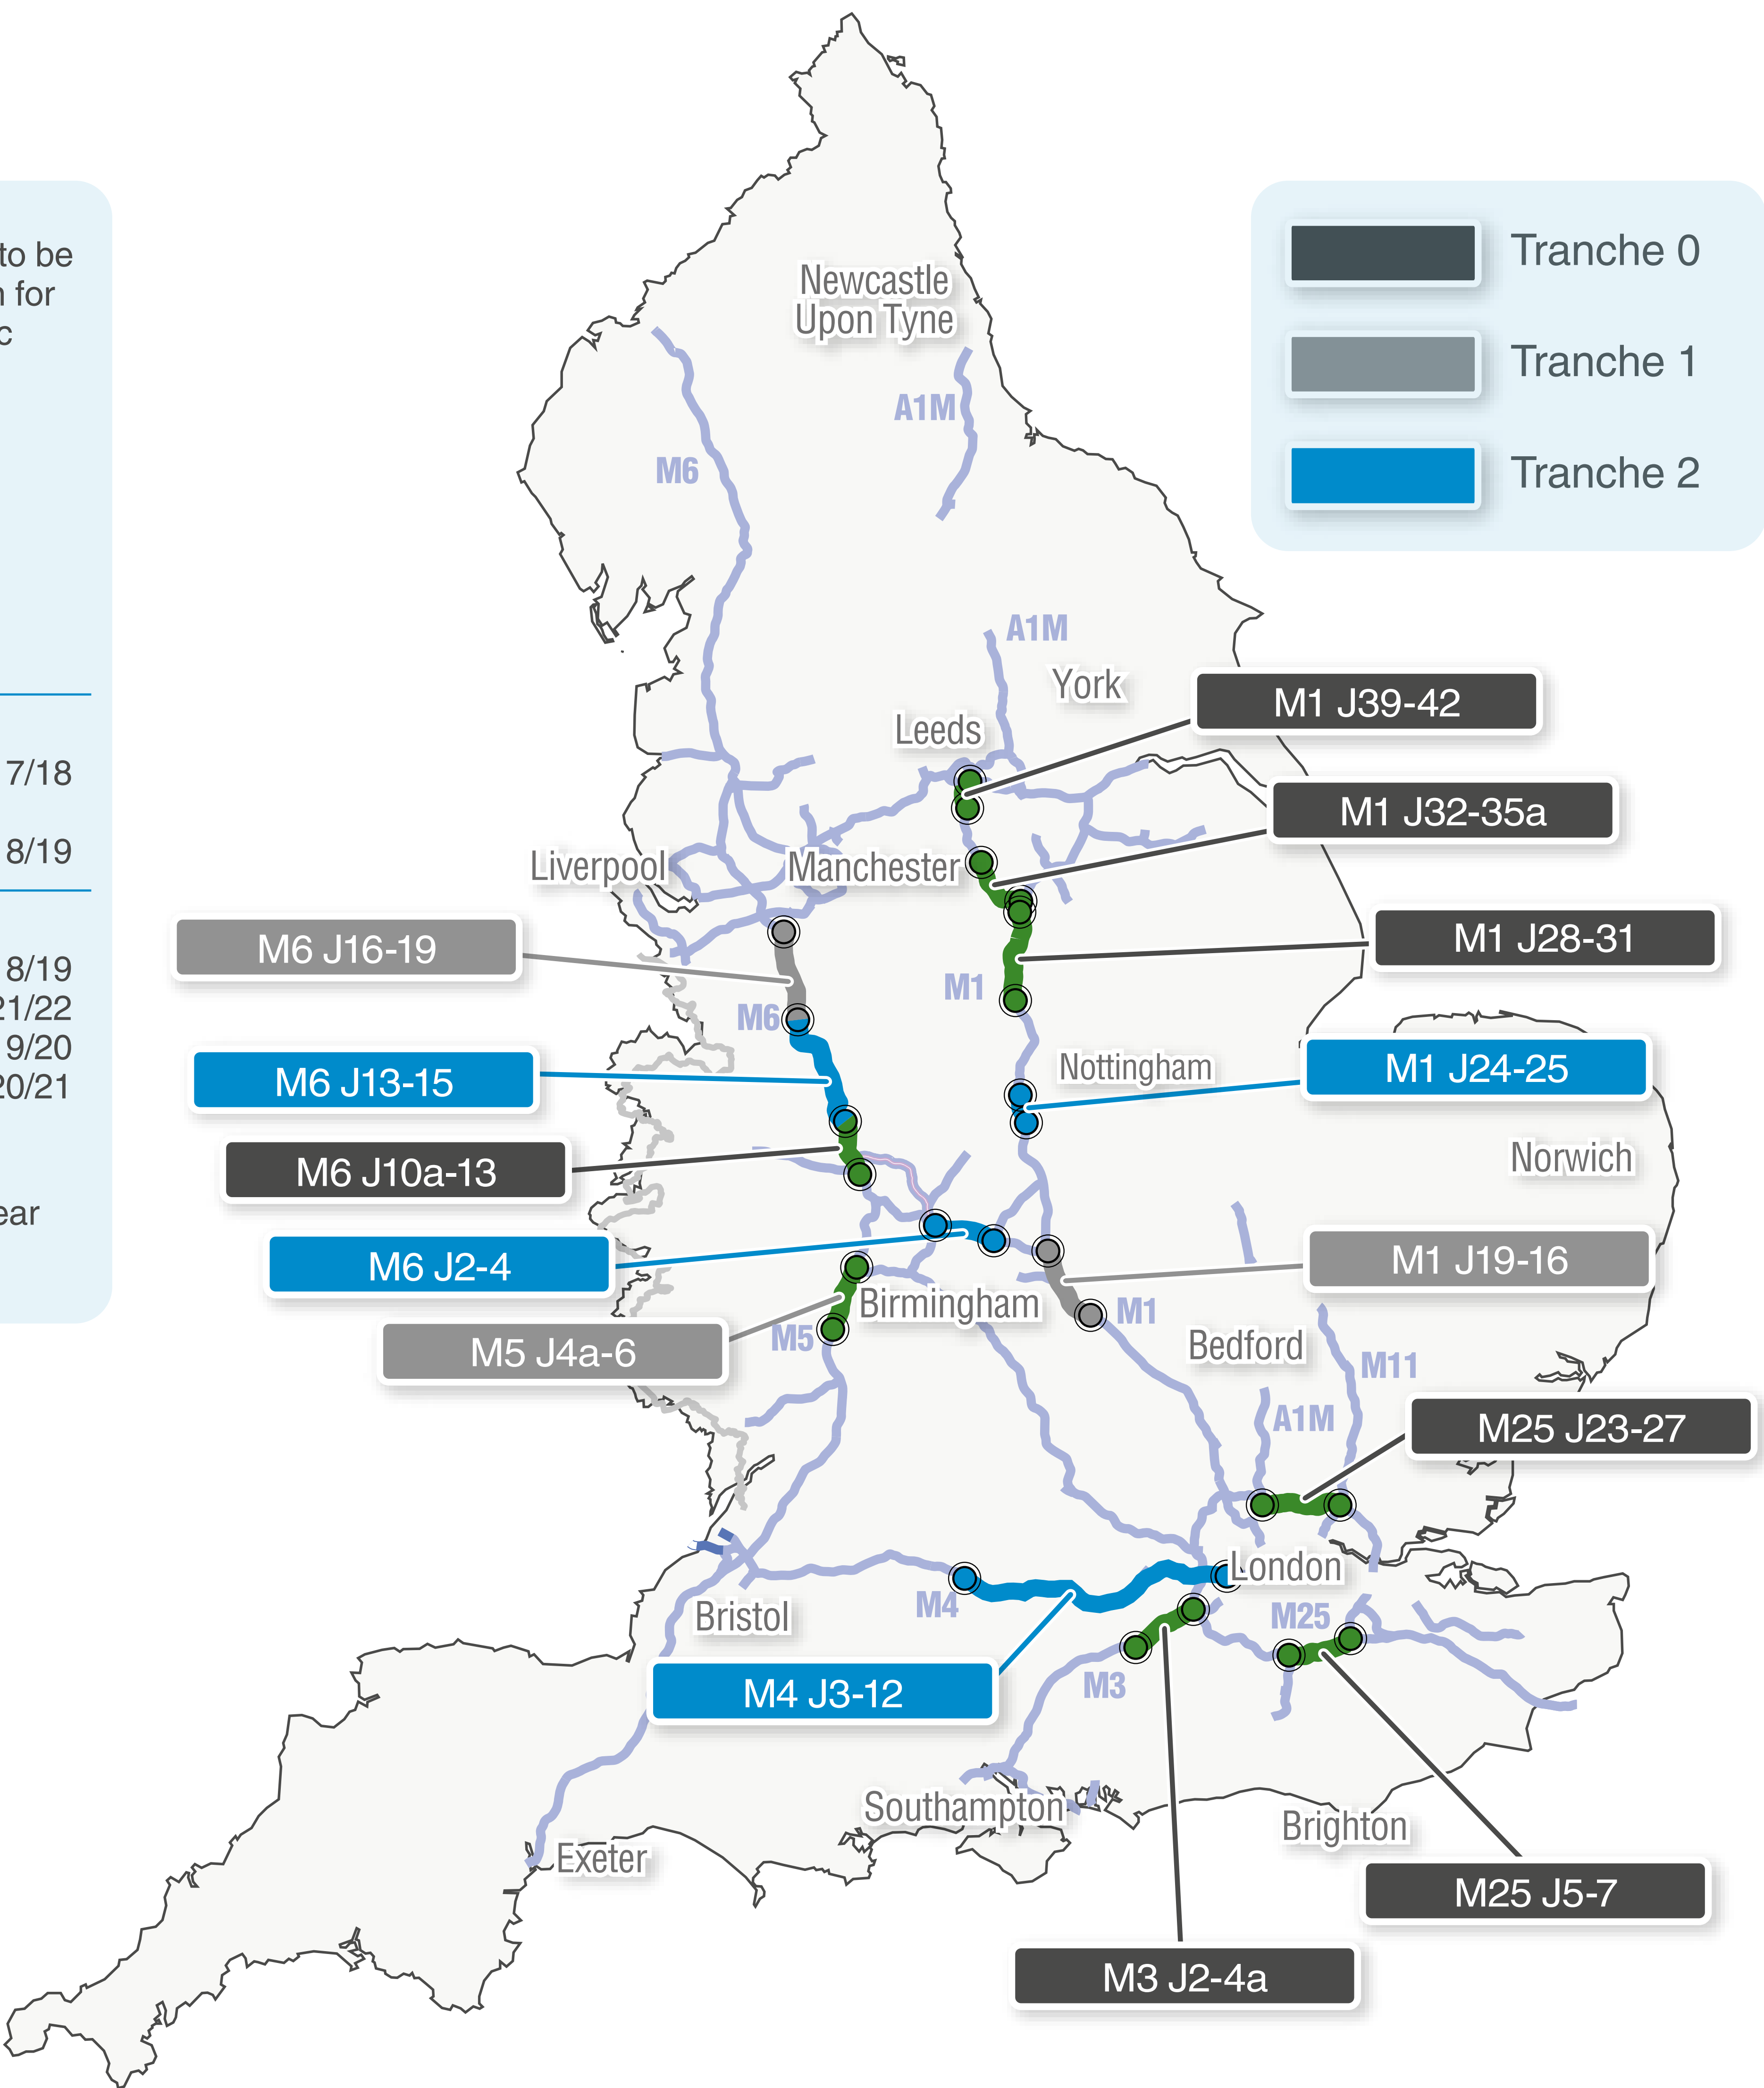 to be
for
c
7/18
8/19
8/19
21/22
9/20
20/21
ear
Tranche 0
Tranche 1
Tranche 2
Newcastle
Upon Tyne
A1M
M6
A1M
York
Leeds
M1 J39-42
M1 J32-35a
Liverpool
Manchester
M6 J16-19
M1 J28-31
M1
M6
Nottingham
M1 J24-25
M6 J13-15
Norwich
M6 J10a-13
M6 J2-4
M1 J19-16
Birmingham
M1
M5
M5 J4a-6
Bedford
M11
A1M
M25 J23-27
London
M4
Bristol
M25
M3
M4 J3-12
Southampton
Brighton
Exeter
M25 J5-7
M3 J2-4a